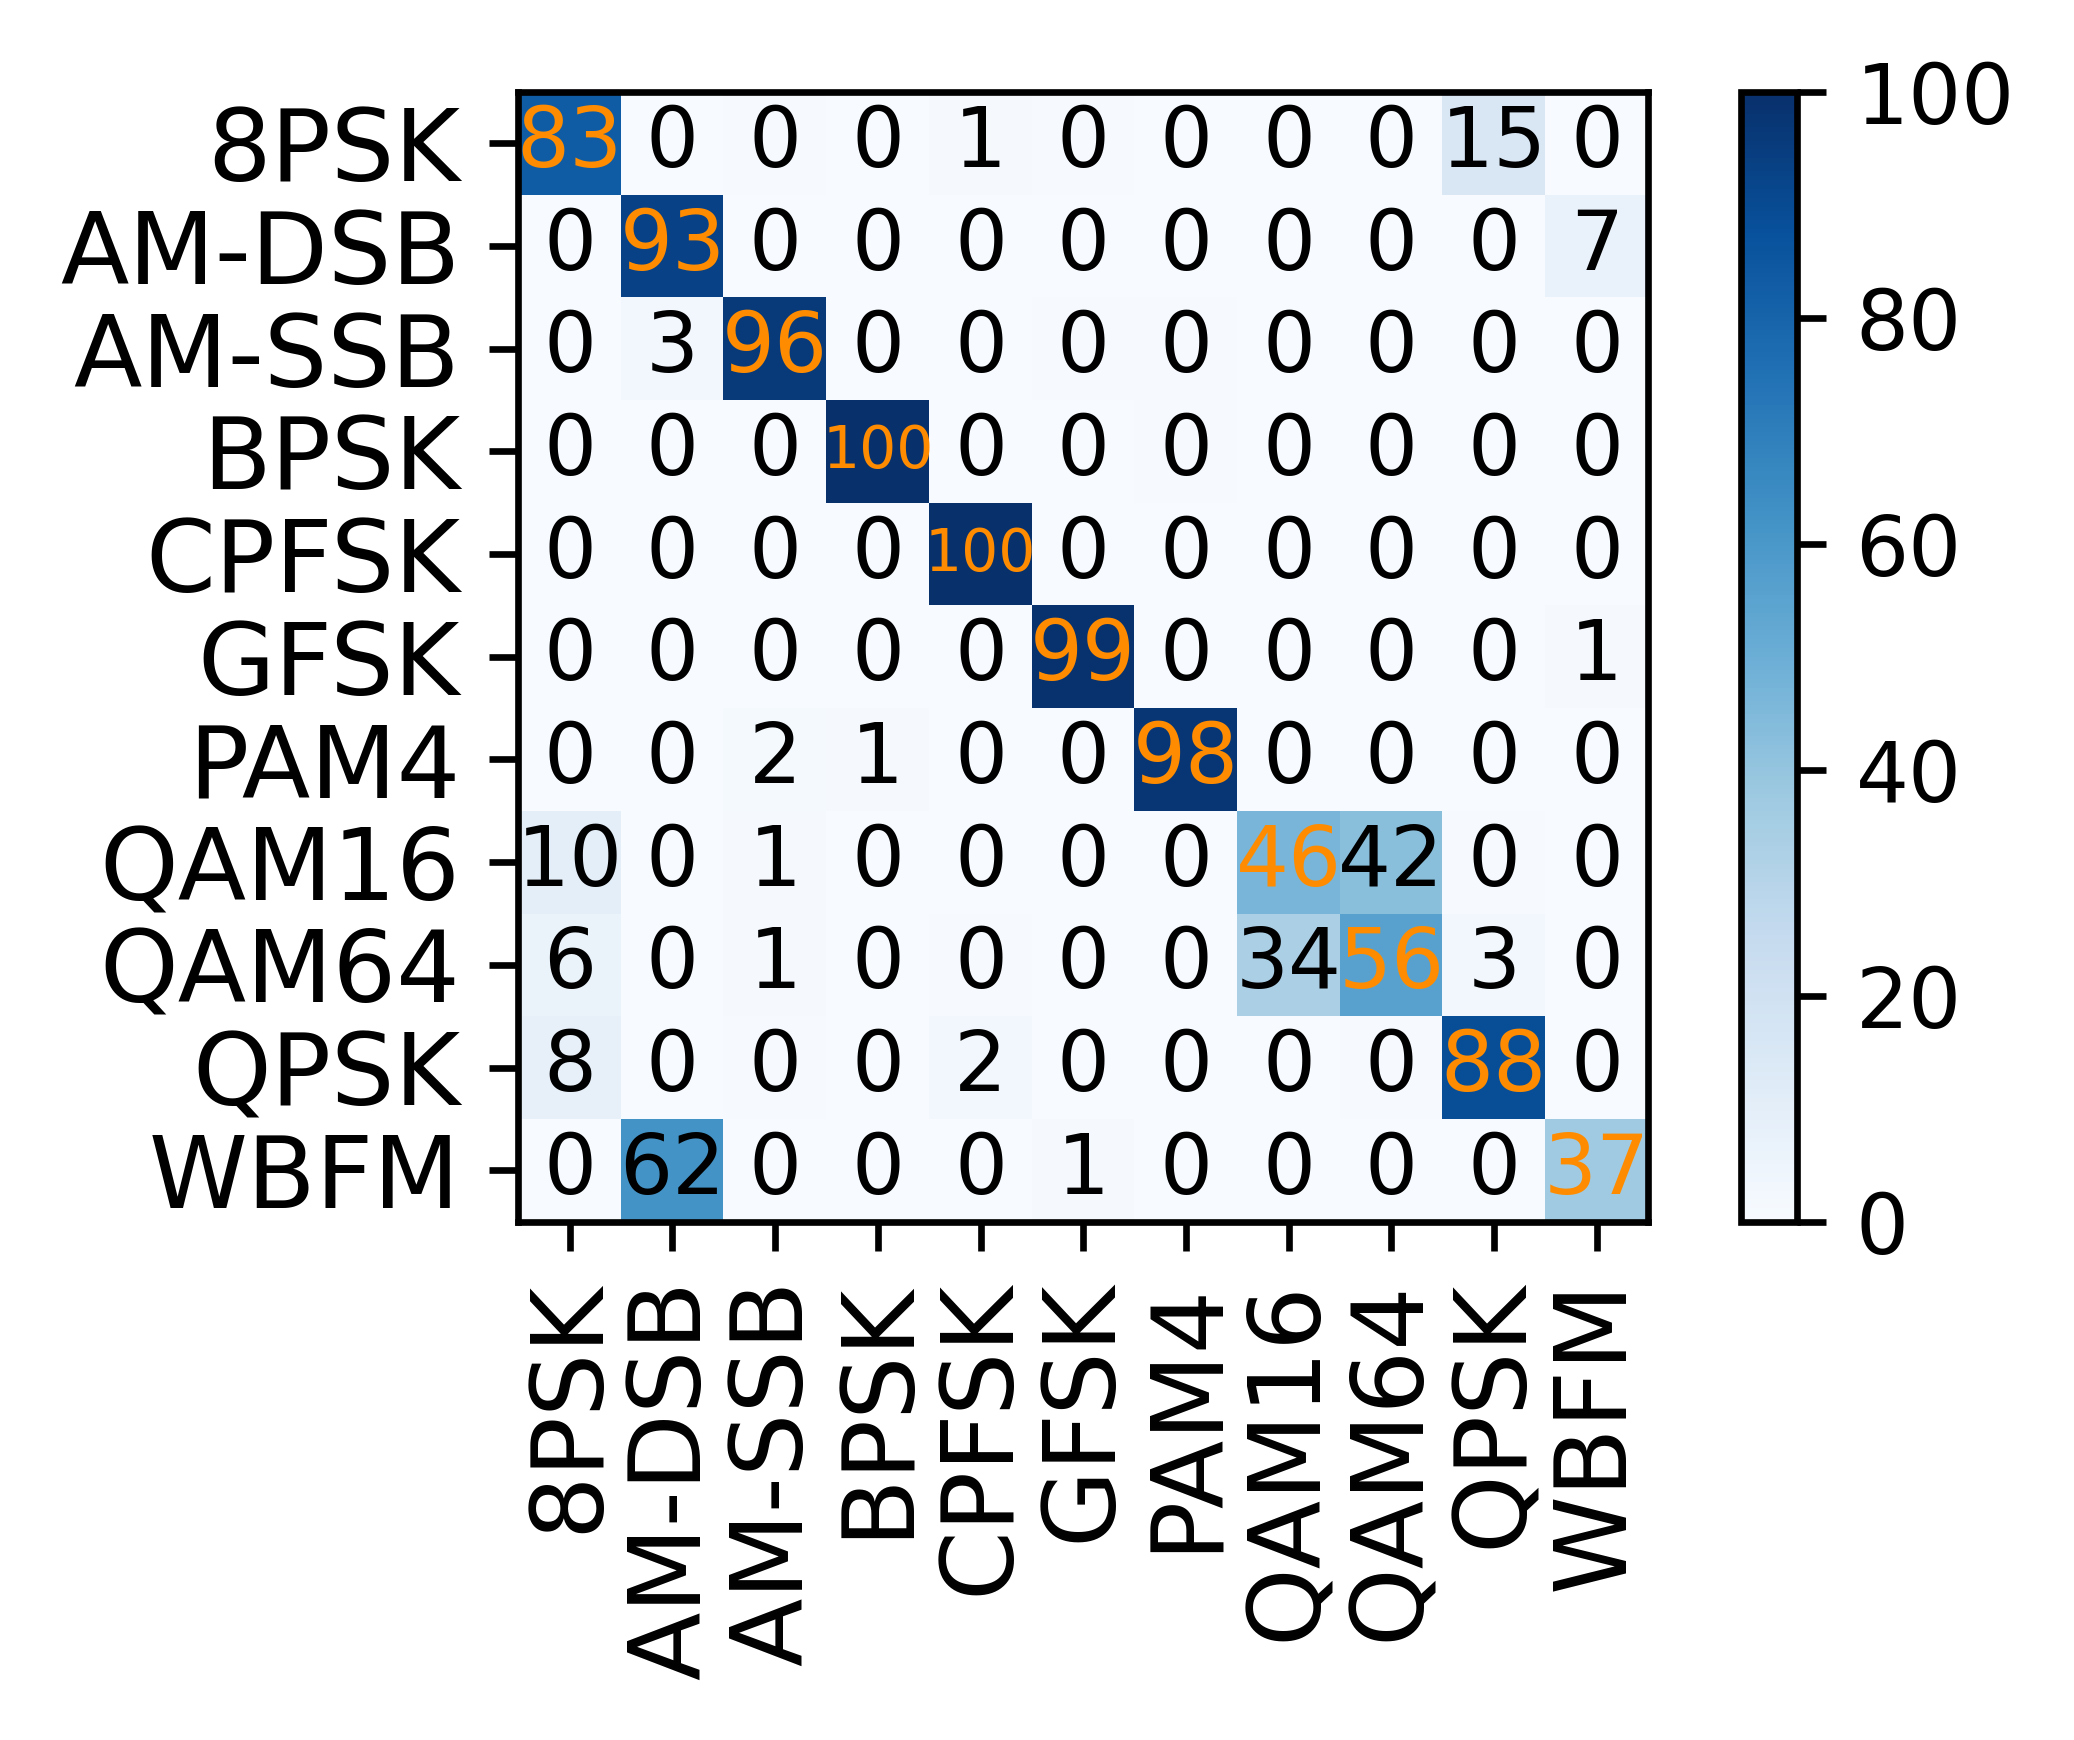 8PSK 83 0 0 0 1 0 0 0 0 15 0
AM-DSB 0 93 0 0 0 0 0 0 0 0 7
AM-SSB 0 3 96 0 0 0 0 0 0 0 0
BPSK 0 0 0 100 0 0 0 0 0 0 0
CPFSK 0 0 0 0 100 0 0 0 0 0 0
GFSK 0 0 0 0 0 99 0 0 0 0 1
PAM4 0 0 2 1 0 0 98 0 0 0 0
QAM16 10 0 1 0 0 0 0 46 42 0 0
QAM64 6 0 1 0 0 0 0 34 56 3 0
QPSK 8 0 0 0 2 0 0 0 0 88 0
WBFM 0 62 0 0 0 1 0 0 0 0 37
8PSK
AM-DSB
AM-SSB
BPSK
CPFSK
GFSK
PAM4
QAM16
QAM64
QPSK
WBFM
100
80
60
40
20
0